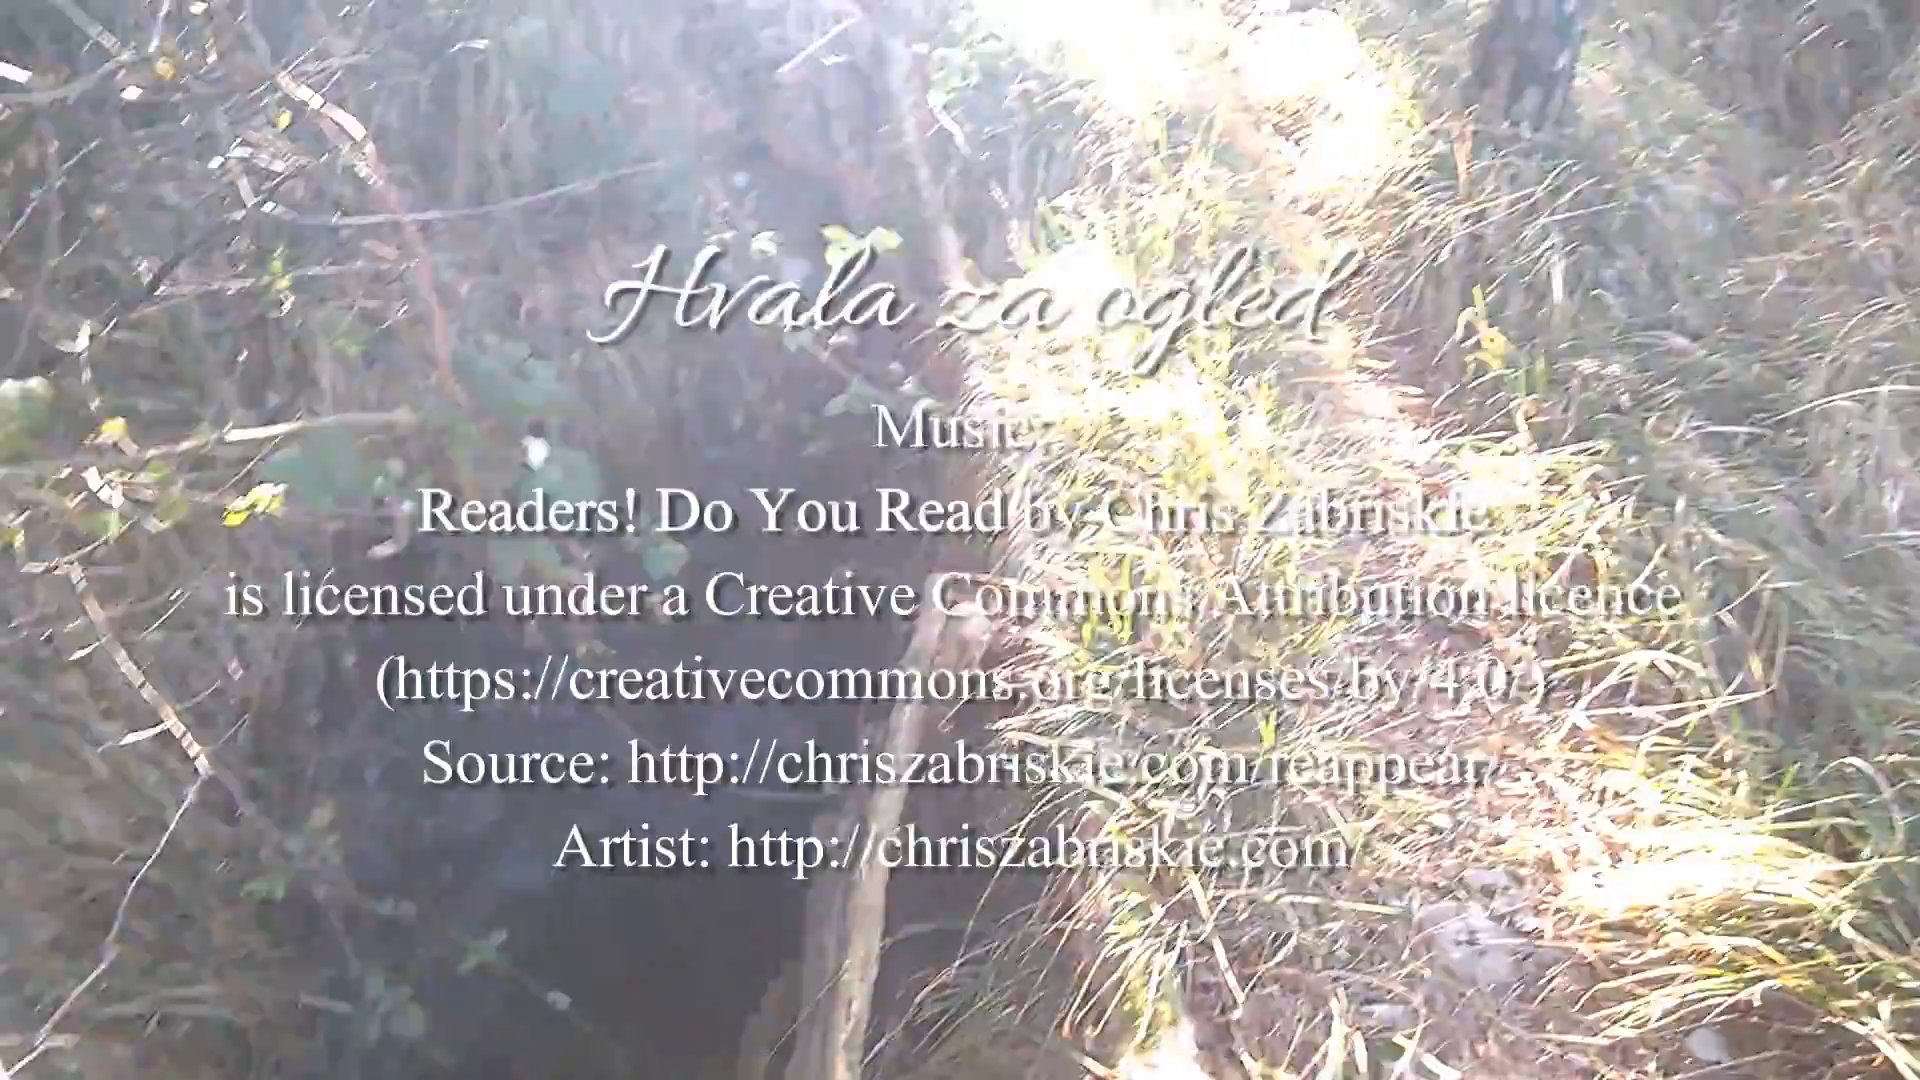 Hvala za ogled
Music
Readers! Do You Read by Chris Zabriskie
is licensed under a Creative Commons Attribution licence
(https://creativecommons.org/licenses/by/4.0/)
Source: http://chriszabriskie.com/reappear/
Artist: http://chriszabriskie.com/